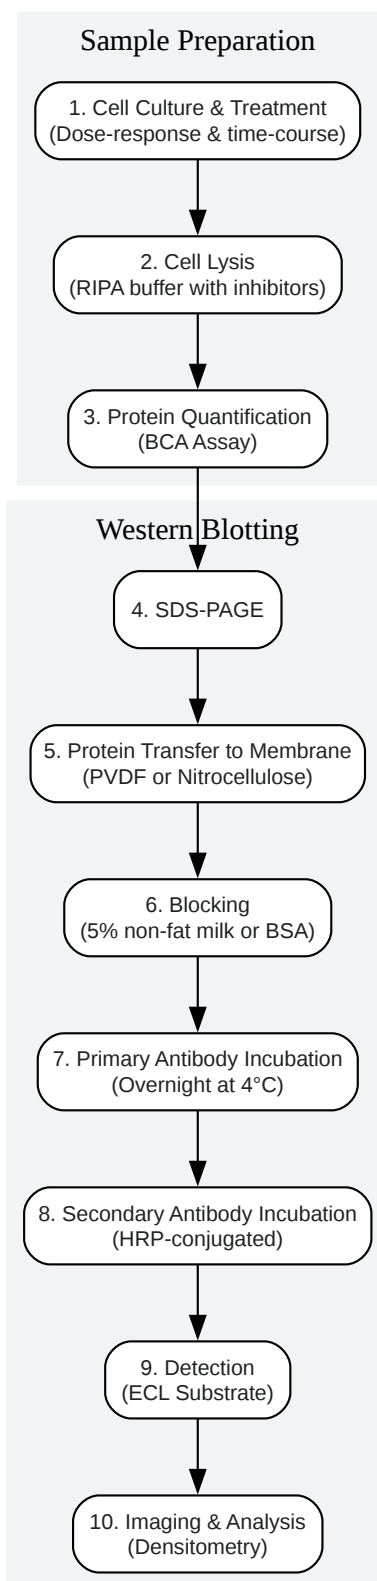 Sample Preparation
1. Cell Culture & Treatment
(Dose-response & time-course)
2. Cell Lysis
(RIPA buffer with inhibitors)
3. Protein Quantification
(BCA Assay)
Western Blotting
4. SDS-PAGE
5. Protein Transfer to Membrane
(PVDF or Nitrocellulose)
6. Blocking
(5% non-fat milk or BSA)
7. Primary Antibody Incubation
(Overnight at 4°C)
8. Secondary Antibody Incubation
(HRP-conjugated)
9. Detection
(ECL Substrate)
10. Imaging & Analysis
(Densitometry)